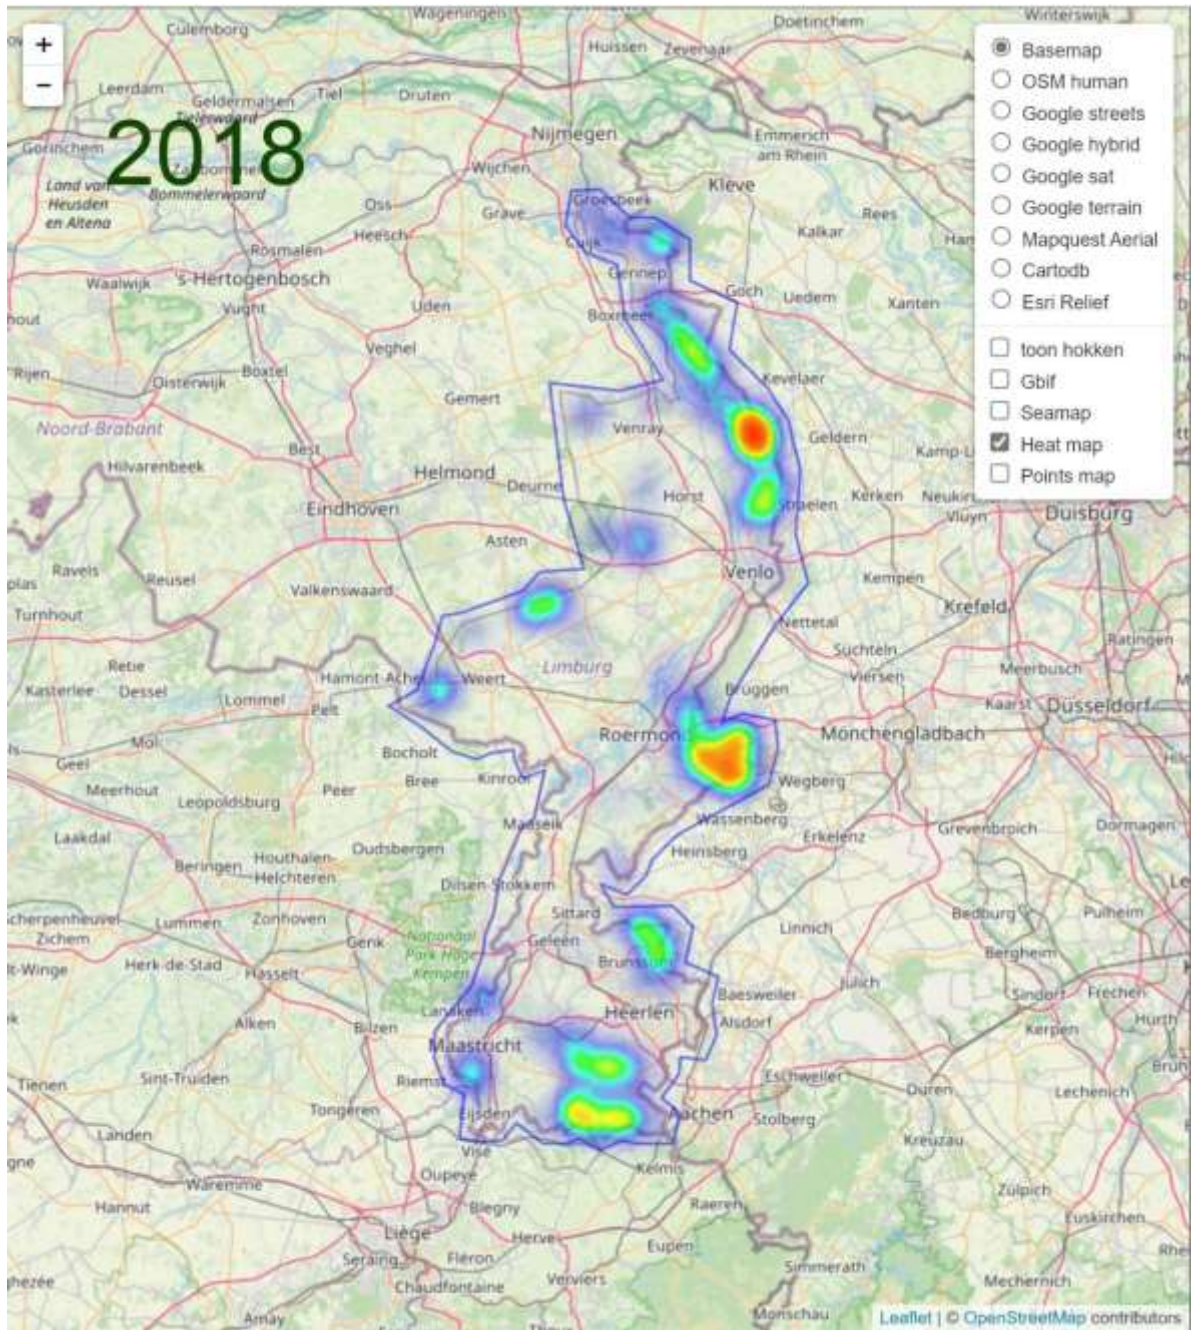 Wageningen
Doetinchem
Winterswijk
Culemborg
Huissen
Zevenaar
+
−
Leerdam
Geldermalsen
Tielerwaard
Tiel
Druten
2018
Nijmegen
Emmerich
am Rhein
Gorinchem
Wijchen
Land van
Heusden
en Altena
Bommelerwaard
Kleve
Oss
Grave
Groesbeek
Rees
Heesch
Cuijk
Kalkar
Rosmalen
Waalwijk
's-Hertogenbosch
Gennep
Goch
Uedem
Xanten
Vught
Uden
Boxmeer
hout
Veghel
Rijen
Boxtel
Oisterwijk
Kevelaer
Gemert
Noord-Brabant
Venray
Geldern
Best
Hilvarenbeek
Helmond
Deurne
Horst
Straelen
Kerken
Eindhoven
Vluyn
Duisburg
Asten
Ravels
Reusel
Venlo
Kempen
Valkenswaard
Turnhout
Krefeld
Nettetal
Ratingen
Suchteln
Retie
Limburg
Viersen
Meerbusch
Kasterlee
Dessel
Hamont-Achel
Weert
Brüggen
Lommel
Pelt
Kaarst
Düsseldorf
Roermond
Mönchengladbach
Mol
Bocholt
Geel
Bree
Kinrooi
Wegberg
Meerhout
Peer
Leopoldsburg
Maaseik
Wassenberg
Grevenbroich
Dormagen
Laakdal
Oudsbergen
Erkelenz
Houthalen-
Helchteren
Heinsberg
Beringen
Dilsen-Stokkem
Scherpenheuvel
Zichem
Lummen
Zonhoven
Sittard
Linnich
Bedburg
Pulheim
Genk
Nationaal
Park Hoge
Kempen
Geleen
Bergheim
Herk-de-Stad
Hasselt
Brunssum
Jülich
Baesweiler
Sindorf
Frechen
Lanaken
Heerlen
Alsdorf
Alken
Bilzen
Kerpen
Hürth
Maastricht
Riemst
Eschweiler
Tienen
Sint-Truiden
Düren
Lechenich
Tongeren
Eijsden
Aachen
Stolberg
Landen
Kreuzau
Visé
Kelmis
Oupeye
Waremme
Raeren
Zülpich
Hannut
Blegny
Euskirchen
Liège
Herve
Eupen
Seraing
Fléron
Simmerath
Chaudfontaine
Verviers
Mechernich
Monschau
Basemap
OSM human
Google streets
Google hybrid
Google sat
Google terrain
Mapquest Aerial
Cartodb
Esri Relief
toon hokken
Gbif
Seamap
Heat map
Points map
Leaflet | © OpenStreetMap contributors